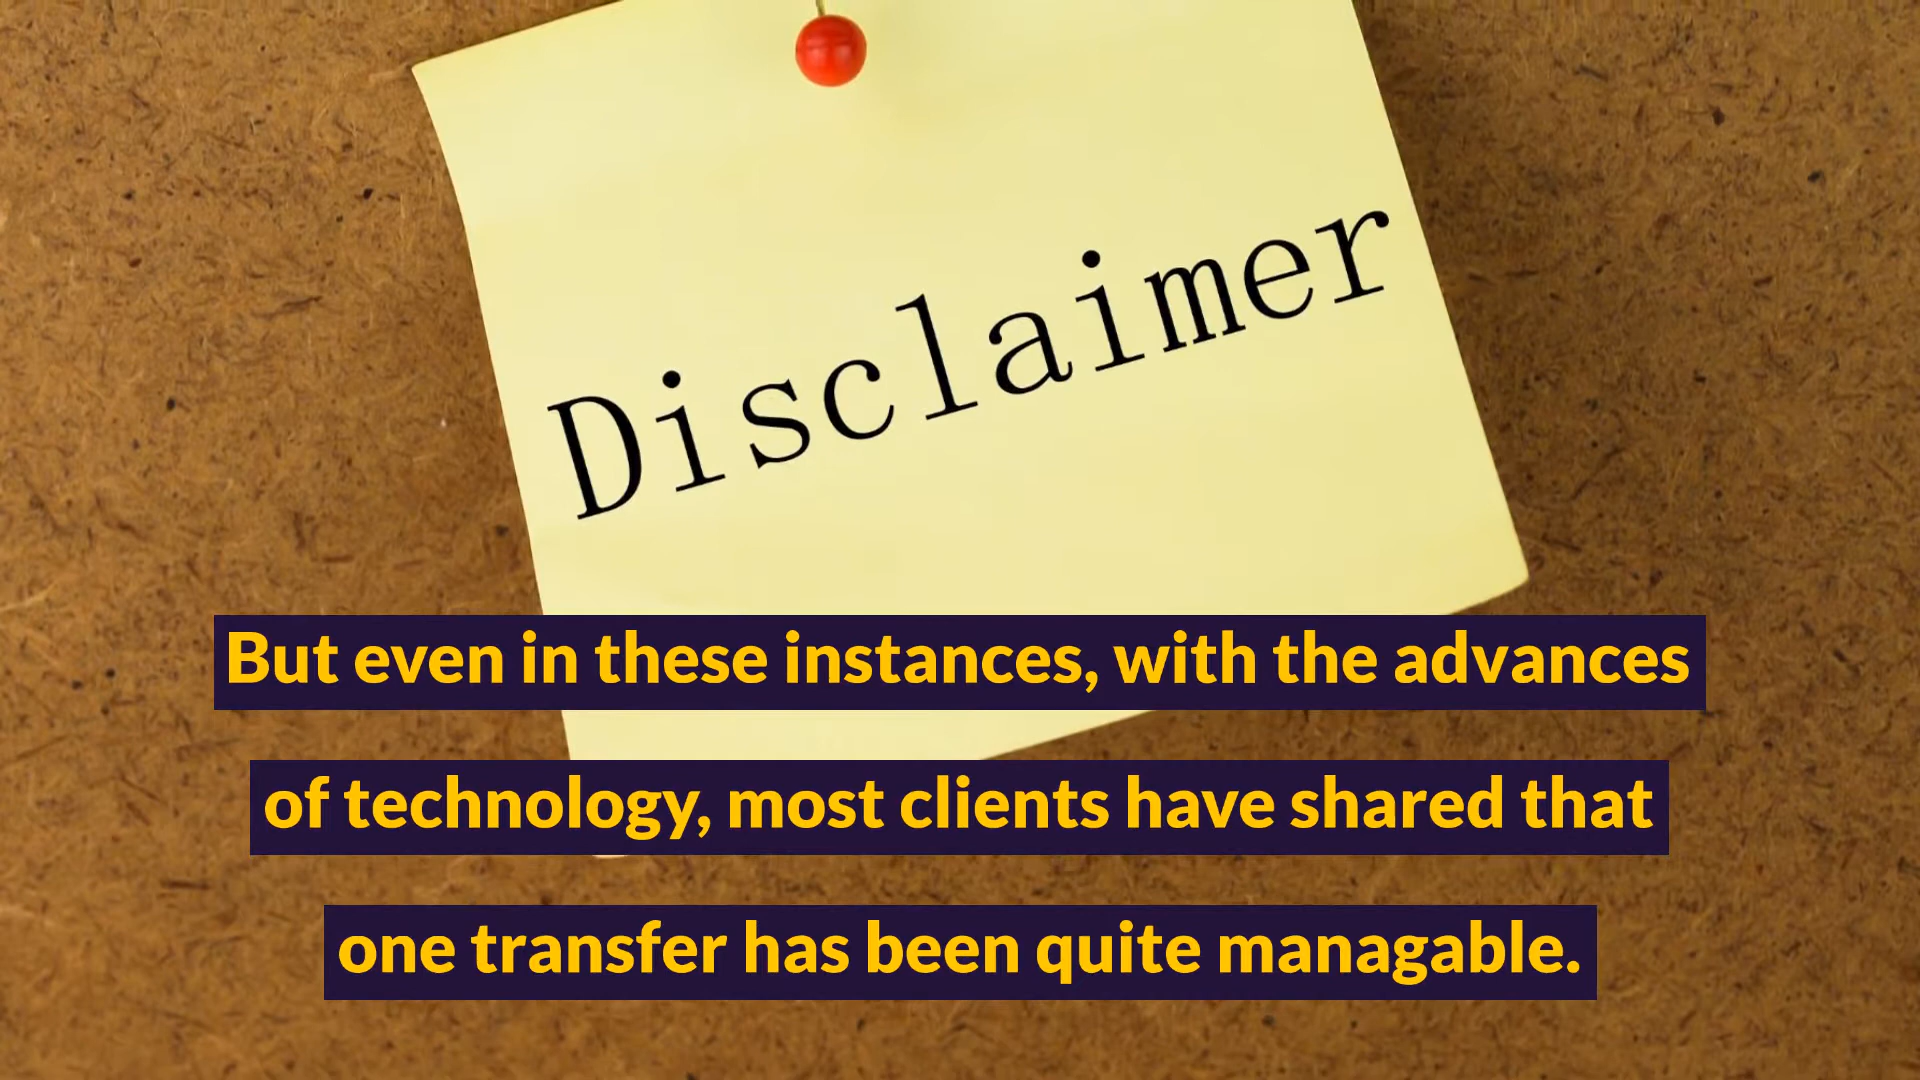 Disclaimer
But even in these instances, with the advances
of technology, most clients have shared that
one transfer has been quite managable.